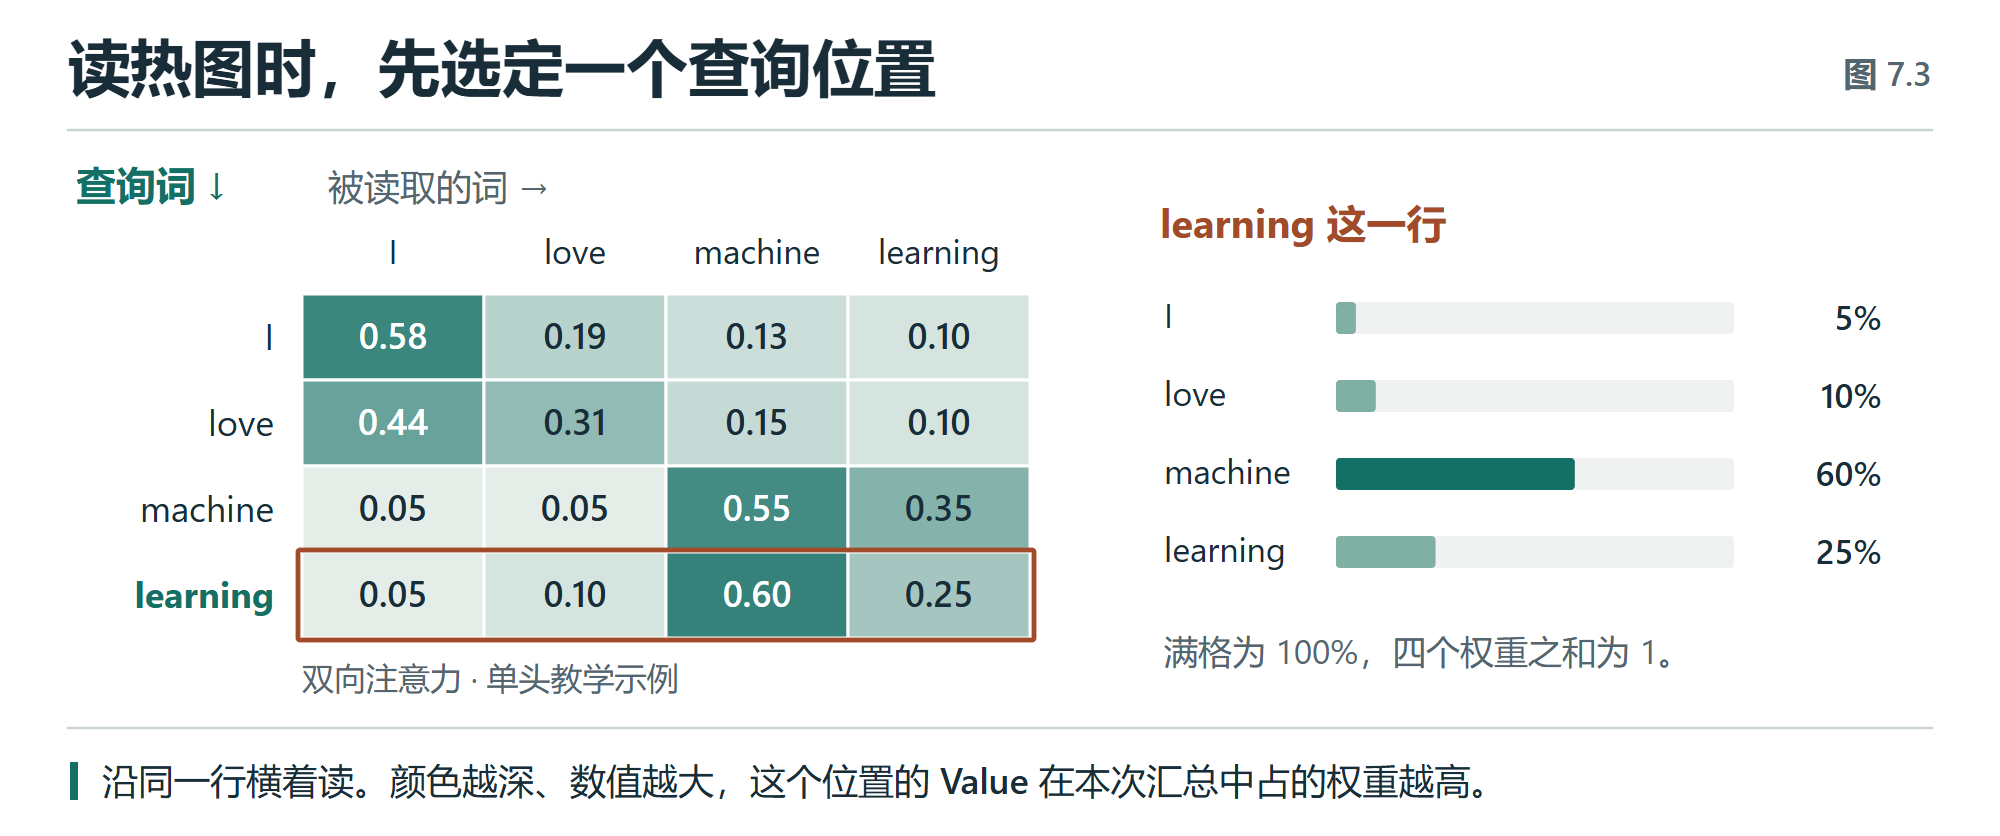 读热图时，先选定一个查询位置
图 7.3
查询词 ↓
被读取的词 →
I love machine learning
I 0.58 0.19 0.13 0.10
love 0.44 0.31 0.15 0.10
machine 0.05 0.05 0.55 0.35
learning 0.05 0.10 0.60 0.25
双向注意力 · 单头教学示例
learning 这一行
I 5%
love 10%
machine 60%
learning 25%
满格为 100%，四个权重之和为 1。
沿同一行横着读。颜色越深、数值越大，这个位置的 Value 在本次汇总中占的权重越高。